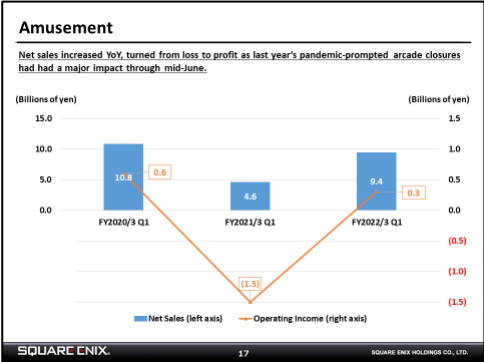 Amusement
Net sales increased YoY, turned from loss to profit as last year's pandemic-prompted arcade closures
had had a major impact through mid-June.
(Billions of yen) (Billions of yen)
15.0 1.5
10.0 1.0
10.8 0.6
5.0 0.5
4.6 9.4 0.3
0.0 0.0
FY2020/3 Q1 FY2021/3 Q1 FY2022/3 Q1
(0.5)
(1.0)
(1.5)
(1.5)
Net Sales (left axis) Operating Income (right axis)
SQUARE ENIX. 17 SQUARE ENIX HOLDINGS CO., LTD.